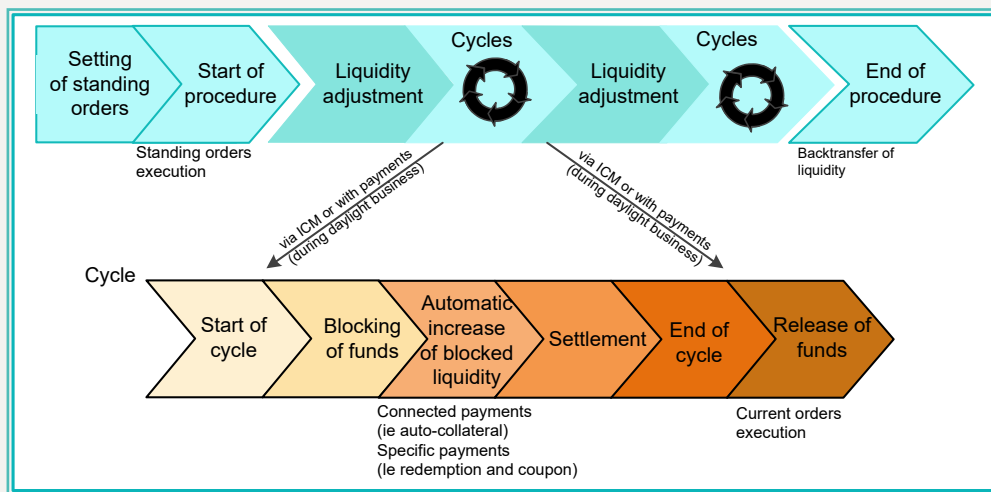 Setting
of standing
orders
Start of
procedure
Liquidity
adjustment
Cycles
Liquidity
adjustment
Cycles
End of
procedure
Standing orders
execution
Backtransfer of
liquidity
via ICM or with payments
(during daylight business)
via ICM or with payments
(during daylight business)
Cycle
Start of
cycle
Blocking
of funds
Automatic
increase
of blocked
liquidity
Settlement
End of
cycle
Release of
funds
Connected payments
(ie auto-collateral)
Specific payments
(Ie redemption and coupon)
Current orders
execution